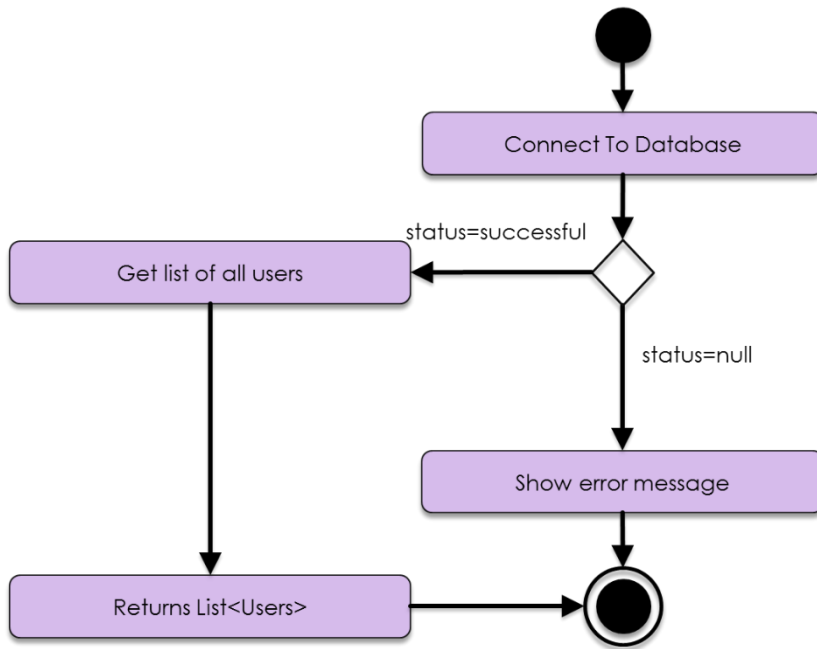 Connect To Database
status=successful
Get list of all users
status=null
Show error message
Returns List<Users>